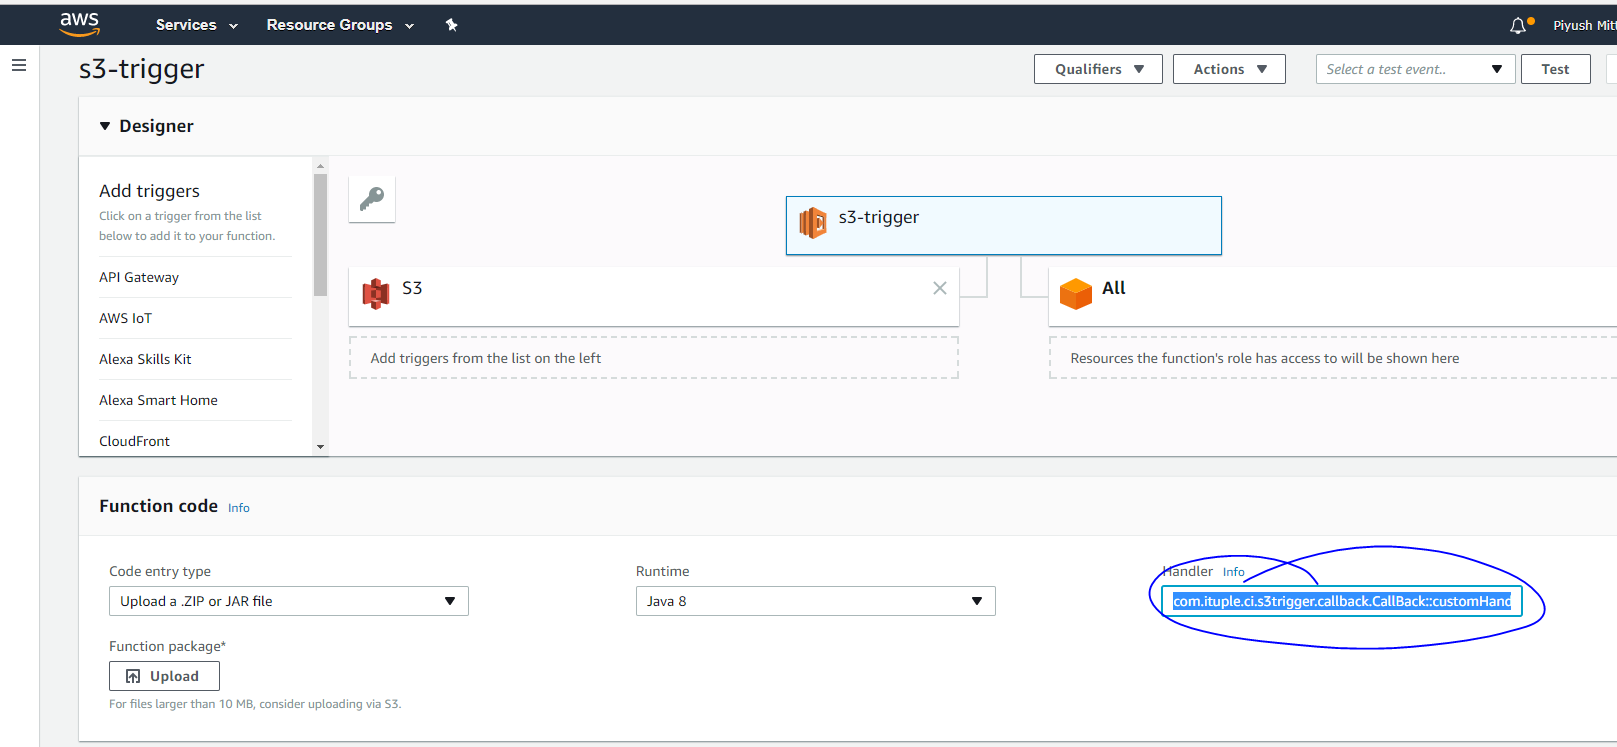 aws Services Resource Groups Piyush Mitt
s3-trigger Qualifiers Actions Select a test event.. Test
Designer
Add triggers
Click on a trigger from the list
below to add it to your function.
API Gateway
AWS IoT
Alexa Skills Kit
Alexa Smart Home
CloudFront
s3-trigger
S3
All
Add triggers from the list on the left
Resources the function's role has access to will be shown here
Function code Info
Code entry type
Upload a .ZIP or JAR file
Runtime
Java 8
Handler Info
com.ituple.ci.s3trigger.callback.CallBack::customHand
Function package*
Upload
For files larger than 10 MB, consider uploading via S3.